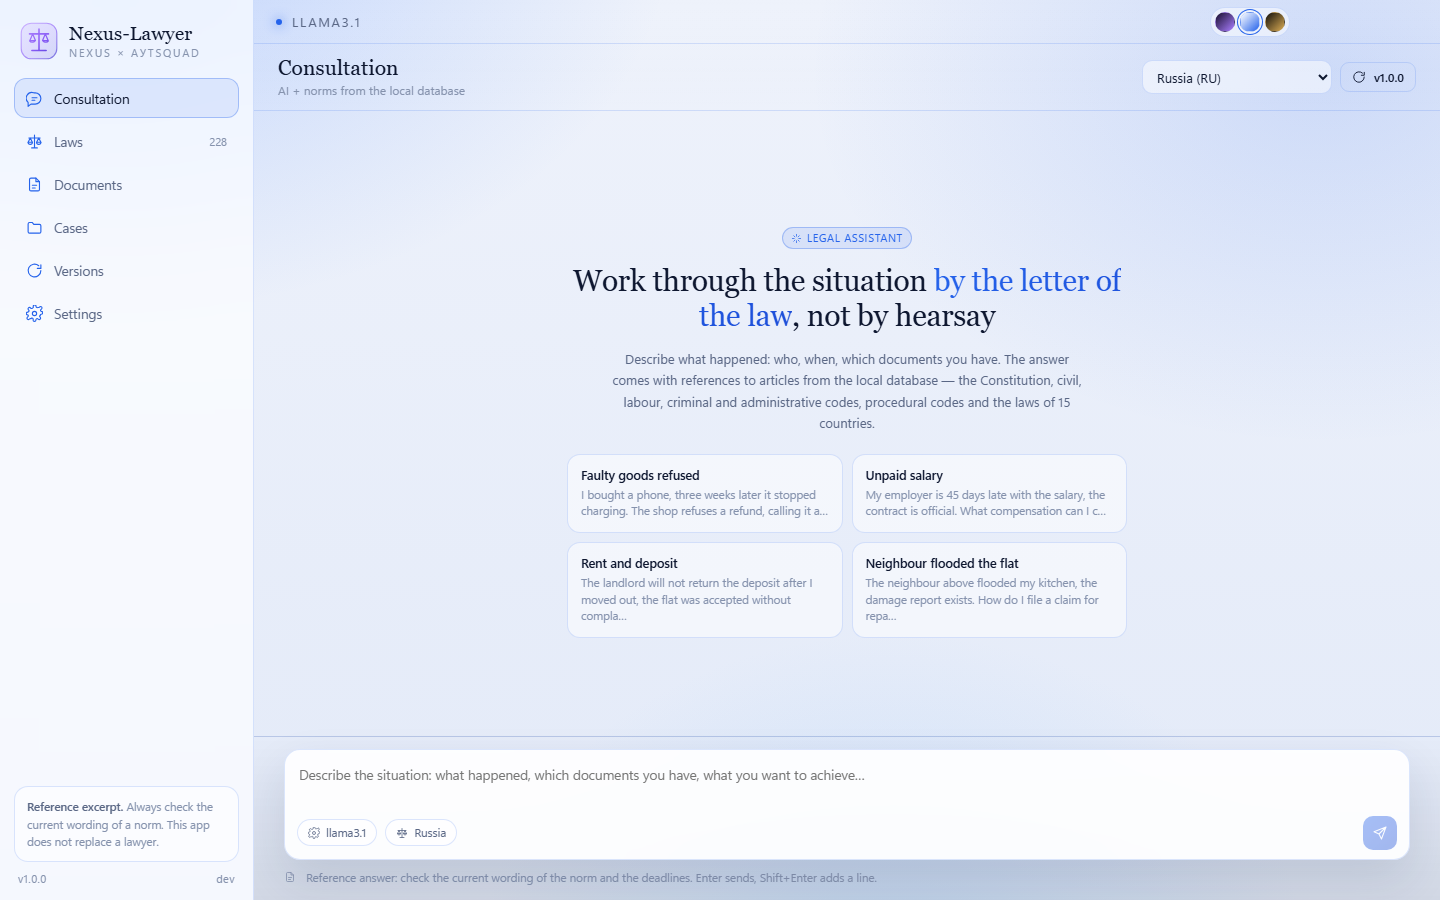 Nexus-Lawyer
NEXUS × АУТSQUAD
Consultation
Laws
228
Documents
Cases
Versions
Settings
Reference excerpt. Always check the
current wording of a norm. This app
does not replace a lawyer.
v1.0.0
dev
LLAMA3.1
Consultation
AI + norms from the local database
Russia (RU)
v1.0.0
LEGAL ASSISTANT
Work through the situation by the letter of
the law, not by hearsay
Describe what happened: who, when, which documents you have. The answer
comes with references to articles from the local database — the Constitution, civil,
labour, criminal and administrative codes, procedural codes and the laws of 15
countries.
Faulty goods refused
I bought a phone, three weeks later it stopped
charging. The shop refuses a refund, calling it a...
Unpaid salary
My employer is 45 days late with the salary, the
contract is official. What compensation can I c...
Rent and deposit
The landlord will not return the deposit after I
moved out, the flat was accepted without
compla...
Neighbour flooded the flat
The neighbour above flooded my kitchen, the
damage report exists. How do I file a claim for
repa...
Describe the situation: what happened, which documents you have, what you want to achieve...
llama3.1
Russia
Reference answer: check the current wording of the norm and the deadlines. Enter sends, Shift+Enter adds a line.